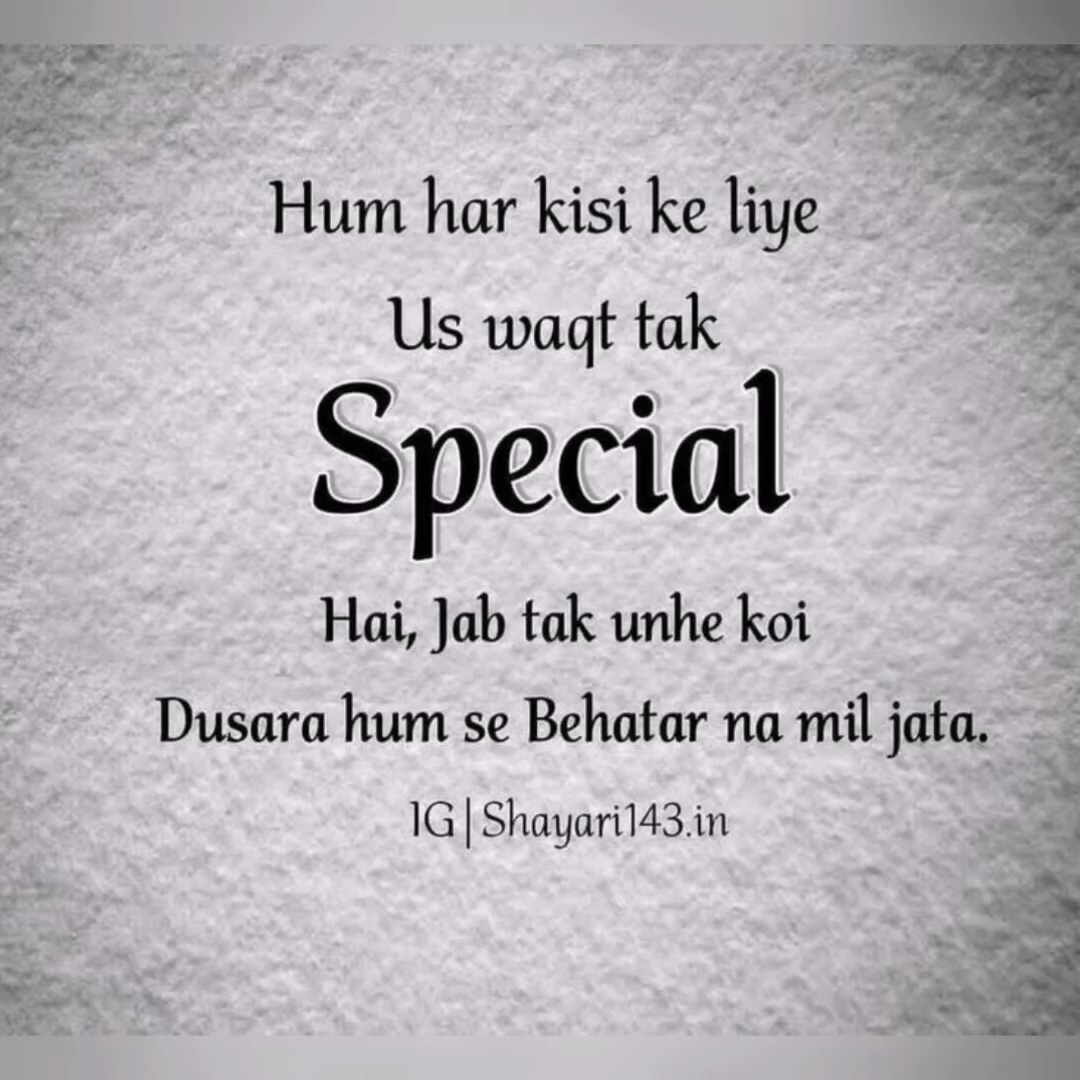 Hum har kisi ke liye
Us waqt tak
Special
Hai, Jab tak unhe koi
Dusara hum se Behatar na mil jata.
IG|Shayari143.in